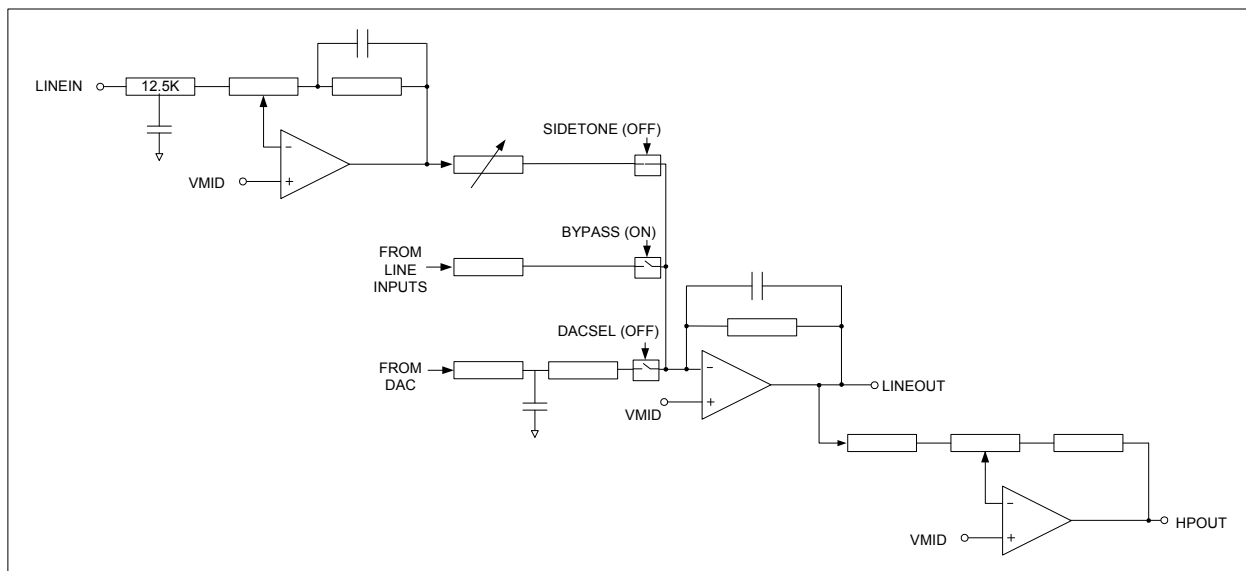 LINEIN
12.5K
−
+
VMID
SIDETONE (OFF)
BYPASS (ON)
FROM
LINE
INPUTS
DACSEL (OFF)
FROM
DAC
−
+
VMID
LINEOUT
−
+
VMID
HPOUT